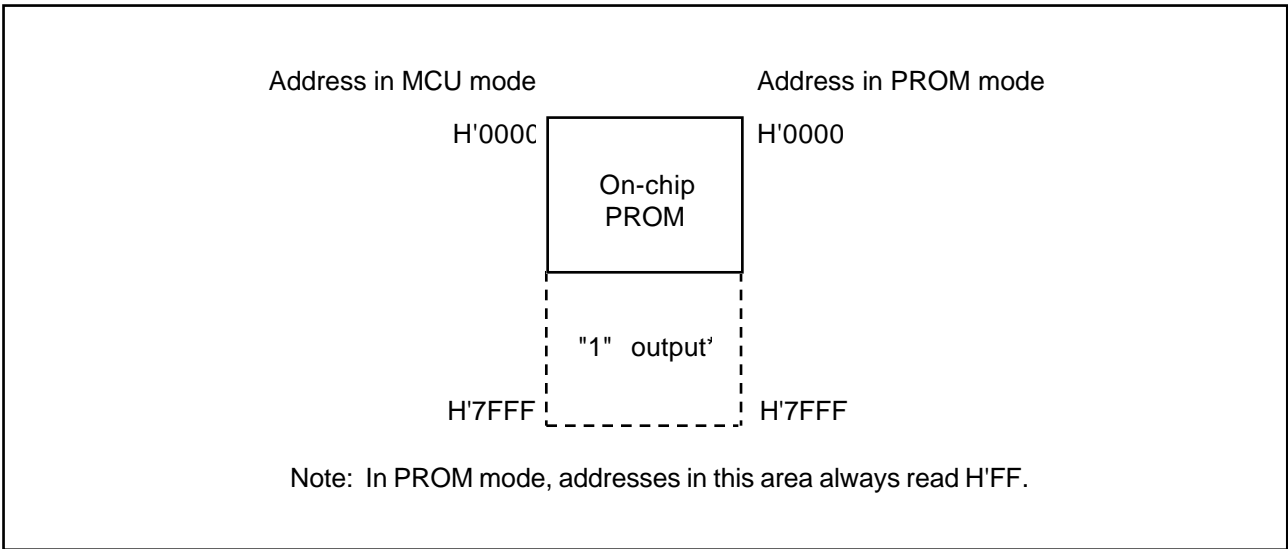 Address in MCU mode Address in PROM mode
H'0000 H'0000
On-chip
PROM
"1" output*
H'7FFF H'7FFF
Note: In PROM mode, addresses in this area always read H'FF.